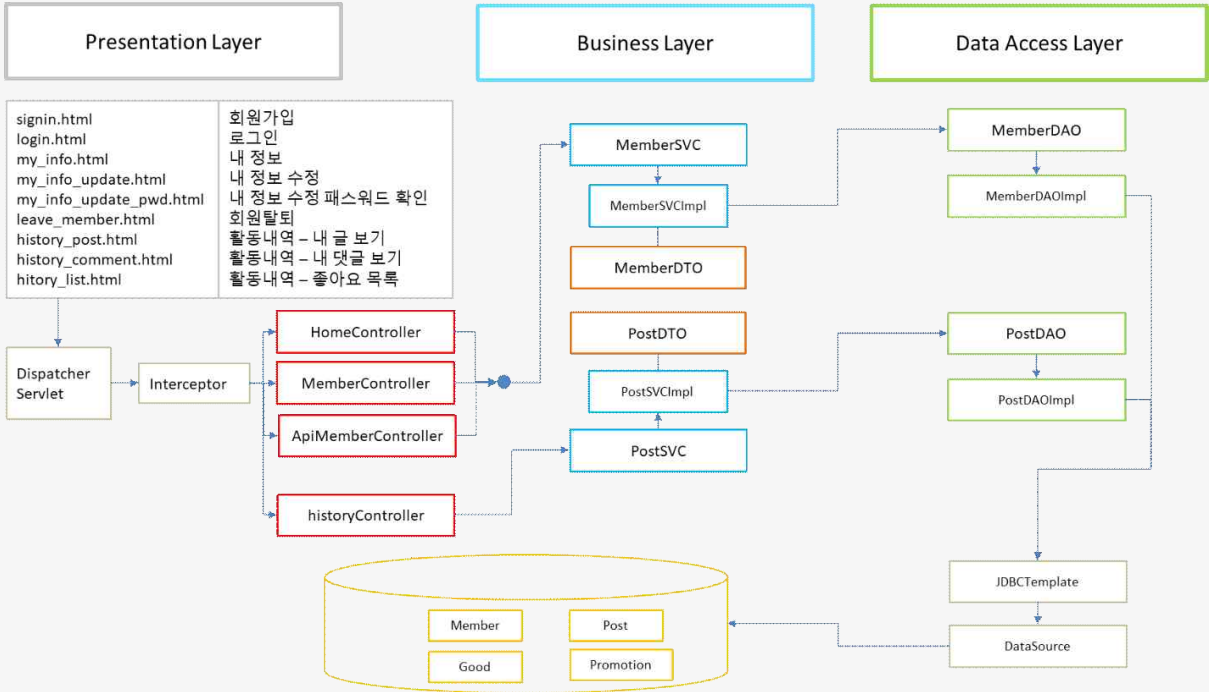 Presentation Layer
Business Layer
Data Access Layer
signin.html 회원가입
login.html 로그인
my_info.html 내 정보
my_info_update.html 내 정보 수정
my_info_update_pwd.html 내 정보 수정 패스워드 확인
leave_member.html 회원탈퇴
history_post.html 활동내역 – 내 글 보기
history_comment.html 활동내역 – 내 댓글 보기
hitory_list.html 활동내역 – 좋아요 목록
Dispatcher
Servlet
Interceptor
HomeController
MemberController
ApiMemberController
historyController
MemberSVC
MemberSVCImpl
MemberDTO
PostDTO
PostSVCImpl
PostSVC
MemberDAO
MemberDAOImpl
PostDAO
PostDAOImpl
JDBCTemplate
DataSource
Member
Post
Good
Promotion